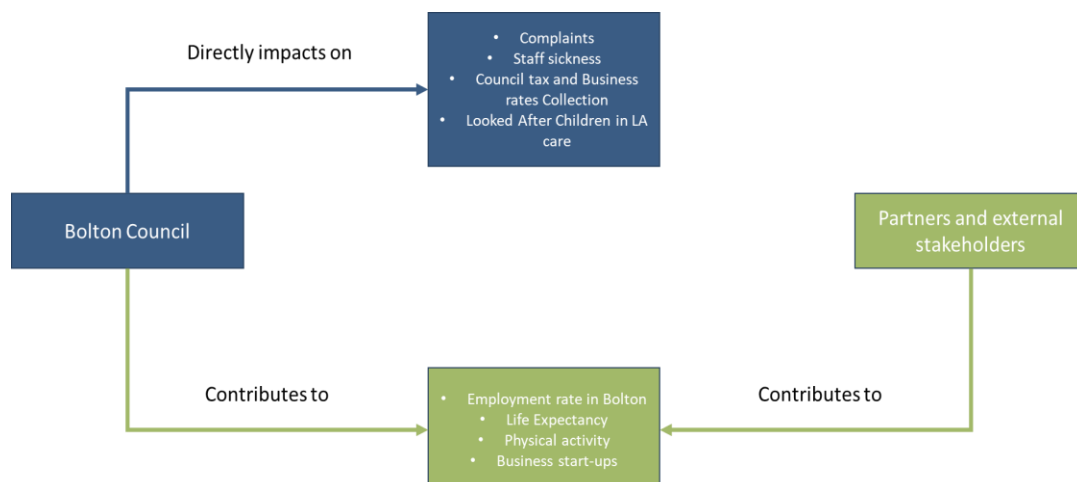 Directly impacts on
• Complaints
• Staff sickness
• Council tax and Business
rates Collection
• Looked After Children in LA
care
Bolton Council
Partners and external
stakeholders
Contributes to
• Employment rate in Bolton
• Life Expectancy
• Physical activity
• Business start-ups
Contributes to